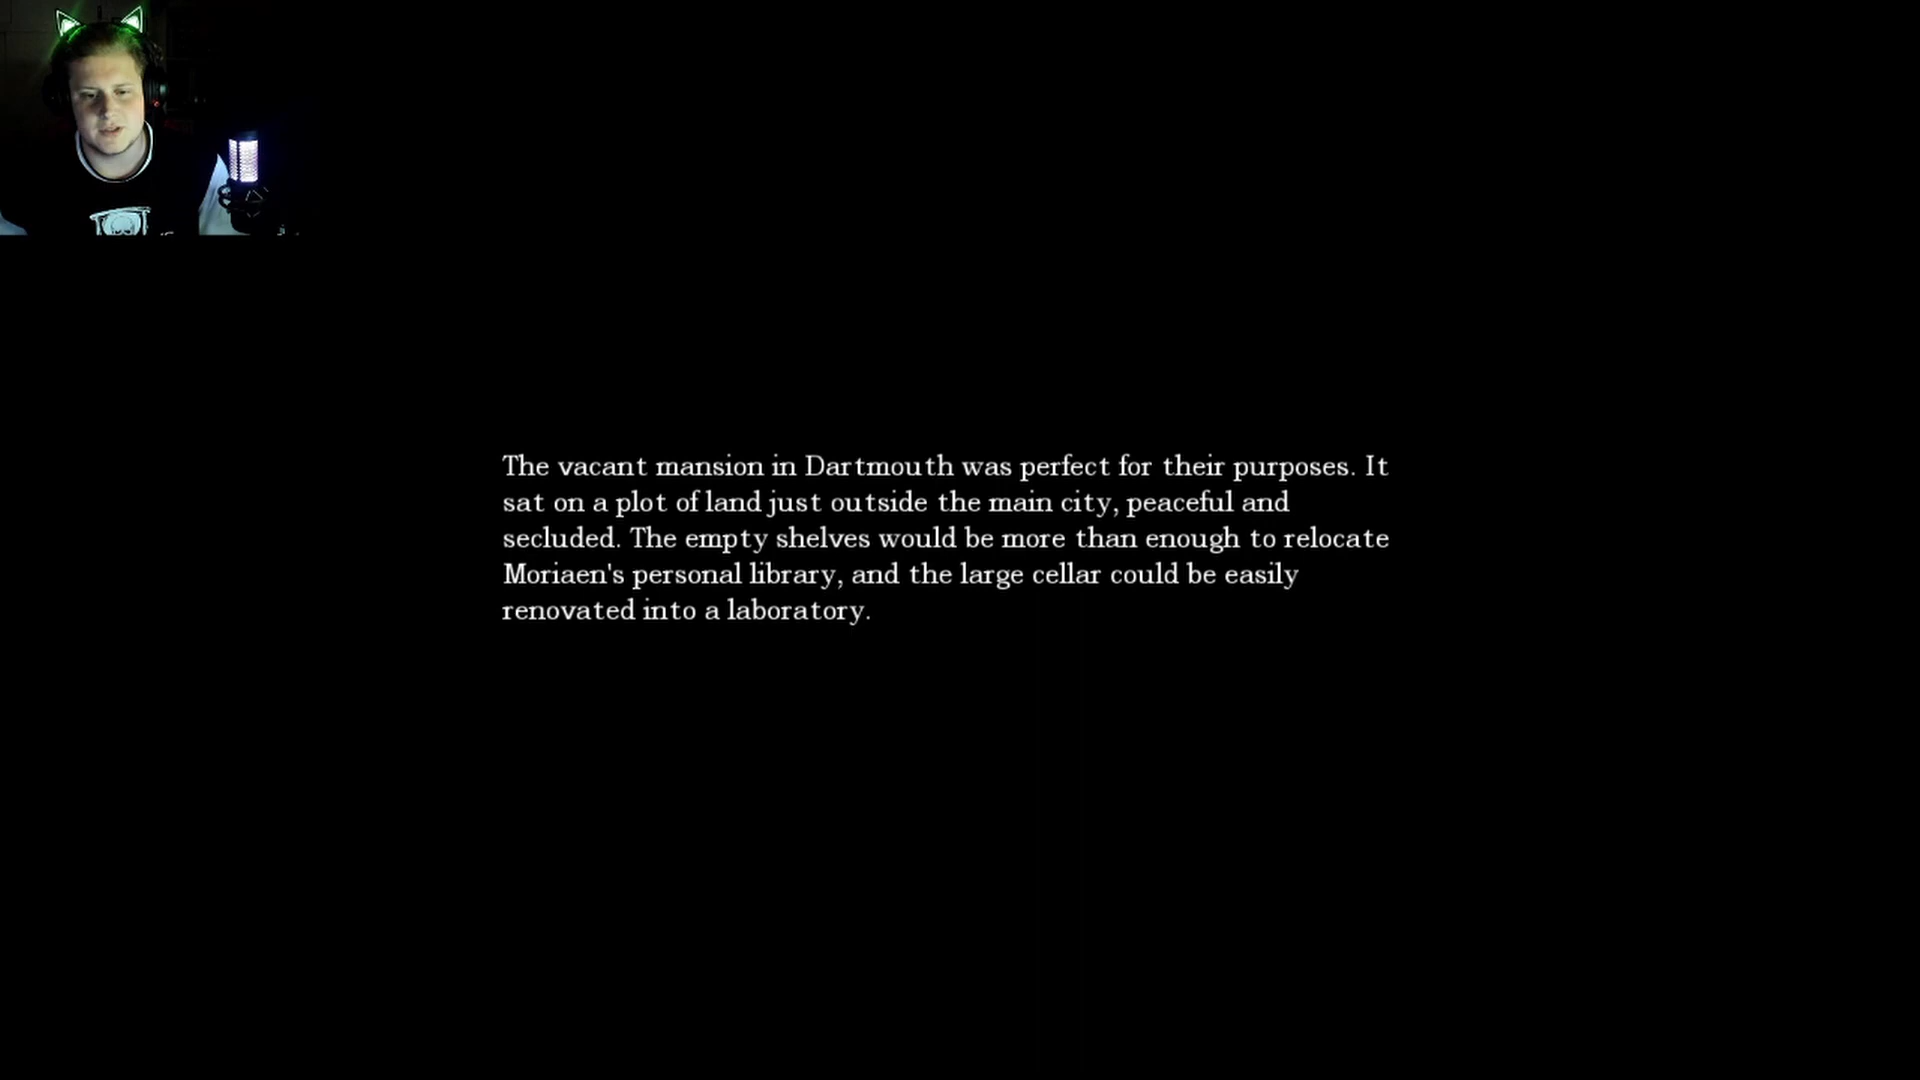 The vacant mansion in Dartmouth was perfect for their purposes. It
sat on a plot of land just outside the main city, peaceful and
secluded. The empty shelves would be more than enough to relocate
Moriaen's personal library, and the large cellar could be easily
renovated into a laboratory.